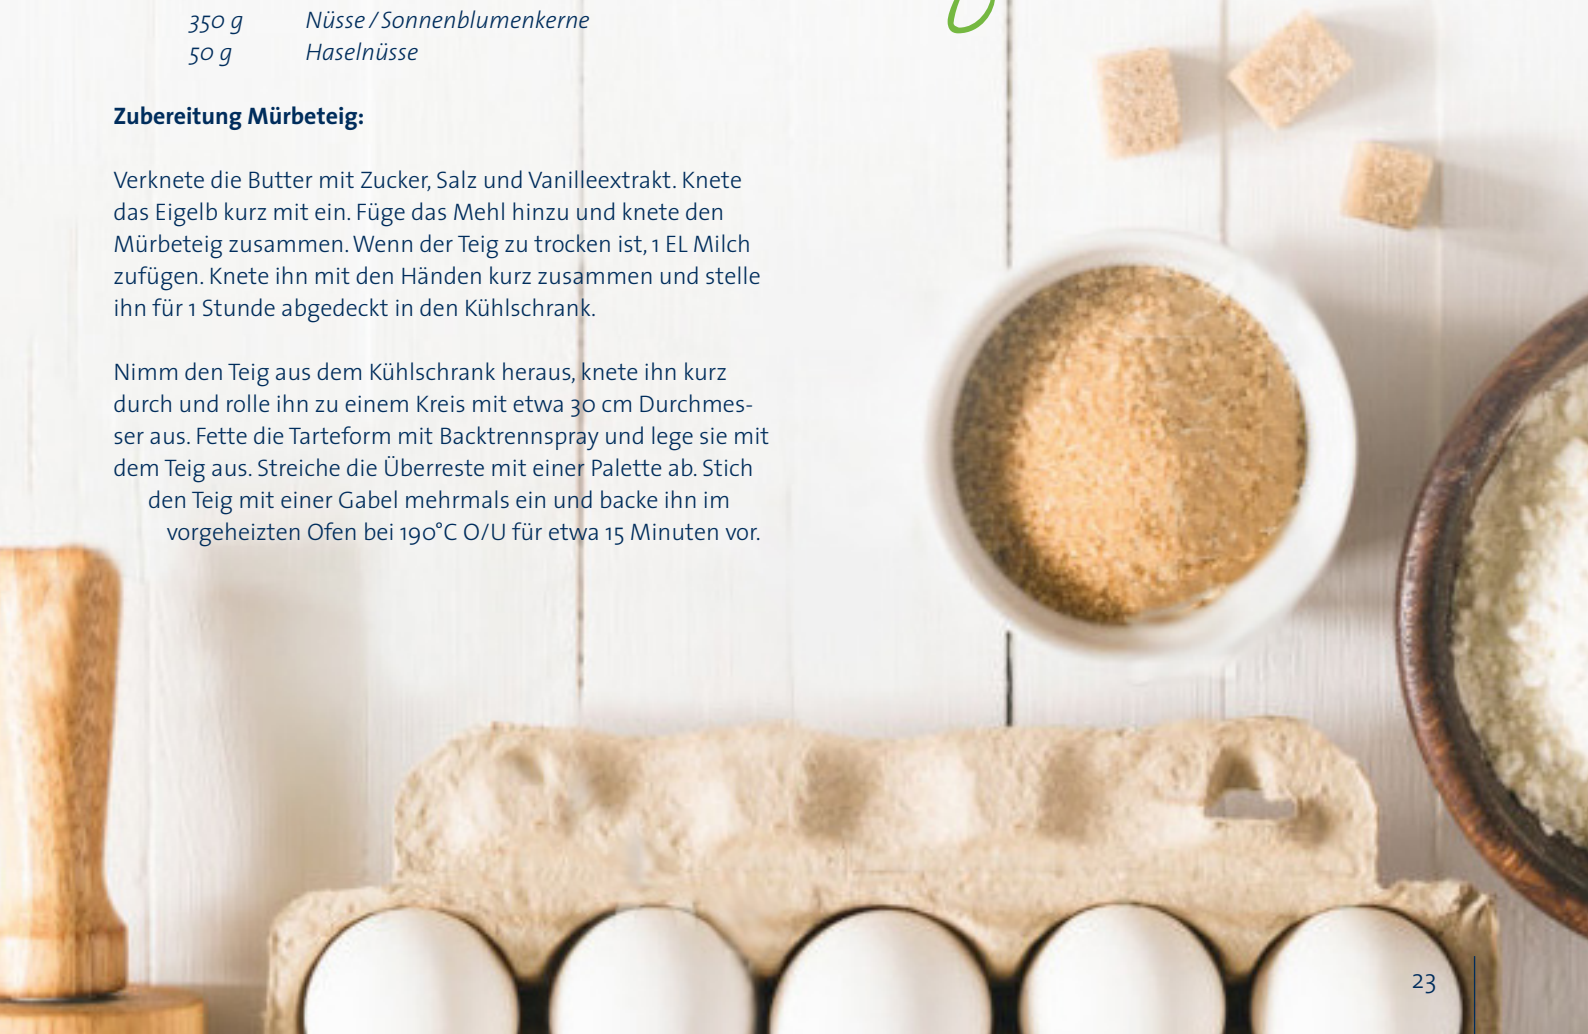 350 g Nüsse / Sonnenblumenkerne
50 g Haselnüsse
Zubereitung Mürbeteig:
Verknete die Butter mit Zucker, Salz und Vanilleextrakt. Knete
das Eigelb kurz mit ein. Füge das Mehl hinzu und knete den
Mürbeteig zusammen. Wenn der Teig zu trocken ist, 1 EL Milch
zufügen. Knete ihn mit den Händen kurz zusammen und stelle
ihn für 1 Stunde abgedeckt in den Kühlschrank.
Nimm den Teig aus dem Kühlschrank heraus, knete ihn kurz
durch und rolle ihn zu einem Kreis mit etwa 30 cm Durchmes-
ser aus. Fette die Tarteform mit Backtrennspray und lege sie mit
dem Teig aus. Streiche die Überreste mit einer Palette ab. Stich
den Teig mit einer Gabel mehrmals ein und backe ihn im
vorgeheizten Ofen bei 190°C O/U für etwa 15 Minuten vor.
23